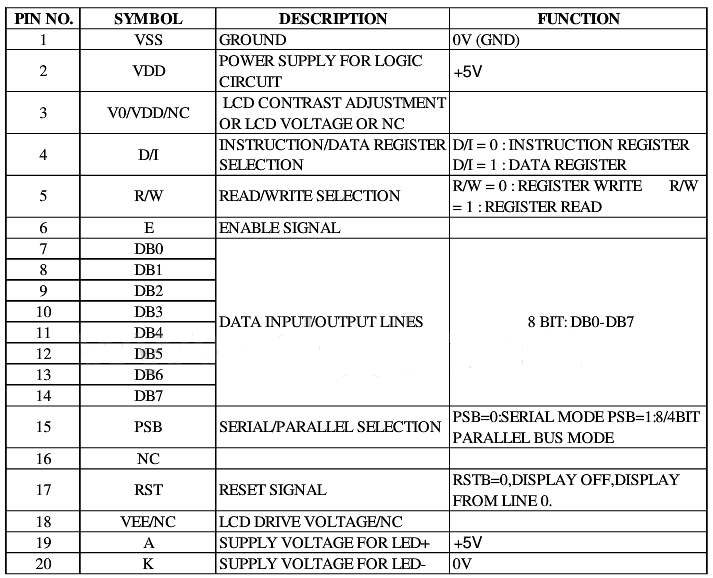 PIN NO. SYMBOL DESCRIPTION FUNCTION
1 VSS GROUND 0V (GND)
2 VDD POWER SUPPLY FOR LOGIC CIRCUIT +5V
3 V0/VDD/NC LCD CONTRAST ADJUSTMENT OR LCD VOLTAGE OR NC
4 D/I INSTRUCTION/DATA REGISTER SELECTION D/I = 0 : INSTRUCTION REGISTER D/I = 1 : DATA REGISTER
5 R/W READ/WRITE SELECTION R/W = 0 : REGISTER WRITE R/W = 1 : REGISTER READ
6 E ENABLE SIGNAL
7 DB0
8 DB1
9 DB2
10 DB3
11 DB4
12 DB5
13 DB6
14 DB7
DATA INPUT/OUTPUT LINES 8 BIT: DB0-DB7
15 PSB SERIAL/PARALLEL SELECTION PSB=0:SERIAL MODE PSB=1:8/4BIT PARALLEL BUS MODE
16 NC
17 RST RESET SIGNAL RSTB=0,DISPLAY OFF,DISPLAY FROM LINE 0.
18 VEE/NC LCD DRIVE VOLTAGE/NC
19 A SUPPLY VOLTAGE FOR LED+ +5V
20 K SUPPLY VOLTAGE FOR LED- 0V